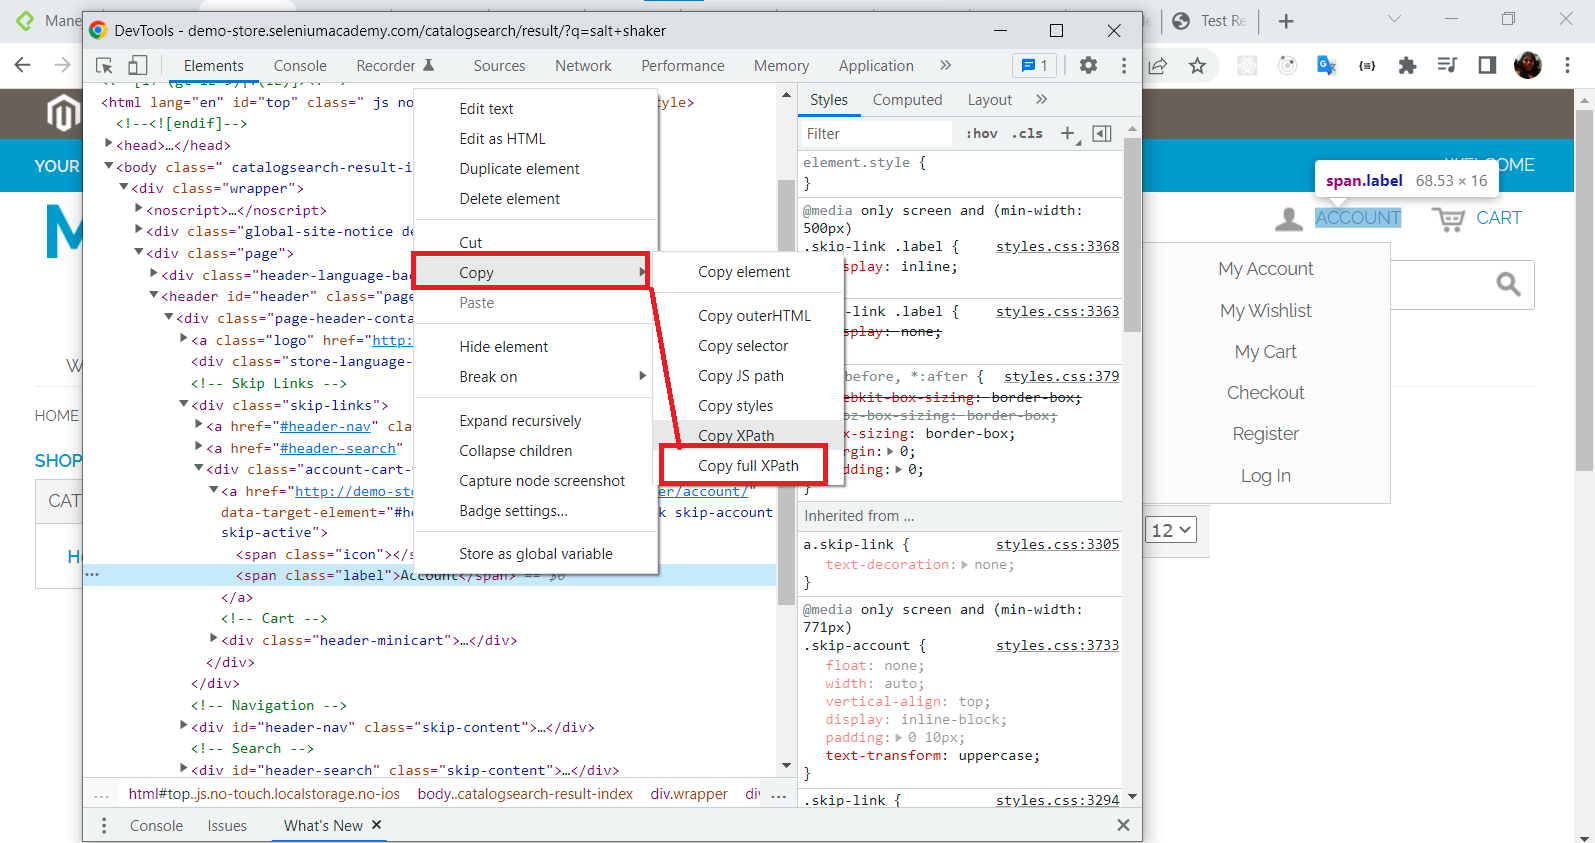 Mane
Test Re
DevTools - demo-store.seleniumacademy.com/catalogsearch/result/?q=salt+shaker
Elements Console Recorder Sources Network Performance Memory Application » 1
<html lang="en" id="top" class=" js no
<!--<![endif]-->
<head>…</head>
<body class=" catalogsearch-result-i
<div class="wrapper">
<noscript>…</noscript>
<div class="global-site-notice de
<div class="page">
<div class="header-language-bac
<header id="header" class="page
<div class="page-header-conta
<a class="logo" href="http:
<div class="store-language-
<!-- Skip Links -->
<div class="skip-links">
<a href="#header-nav" cla
<a href="#header-search"
<div class="account-cart-w
<a href="http://demo-sto er/account/"
data-target-element="#he k skip-account
skip-active">
<span class="icon"></s
<span class="label">Account</span> == $0
</a>
<!-- Cart -->
<div class="header-minicart">…</div>
</div>
</div>
<!-- Navigation -->
<div id="header-nav" class="skip-content">…</div>
<!-- Search -->
<div id="header-search" class="skip-content">…</div>
... html#top..js.no-touch.localstorage.no-ios body..catalogsearch-result-index div.wrapper di ...
Console Issues What's New ×
Edit text
Edit as HTML
Duplicate element
Delete element
Cut
Copy
Paste
Hide element
Break on
Expand recursively
Collapse children
Capture node screenshot
Badge settings...
Store as global variable
Copy element
Copy outerHTML
Copy selector
Copy JS path
Copy styles
Copy XPath
Copy full XPath
Styles Computed Layout »
Filter :hov .cls +
element.style {
}
@media only screen and (min-width:
500px)
.skip-link .label { styles.css:3368
splay: inline;
-link .label { styles.css:3363
splay: none;
before, *:after { styles.css:379
ebkit-box-sizing: border-box;
oz-box-sizing: border-box;
x-sizing: border-box;
rgin: 0;
dding: 0;
}
Inherited from ...
a.skip-link { styles.css:3305
text-decoration: none;
}
@media only screen and (min-width:
771px)
.skip-account { styles.css:3733
float: none;
width: auto;
vertical-align: top;
display: inline-block;
padding: 0 10px;
text-transform: uppercase;
}
.skip-link { styles.css:3294
YOUR
M
W
HOME
SHOP
CAT
H
span.label 68.53 × 16
ACCOUNT CART
My Account
My Wishlist
My Cart
Checkout
Register
Log In
12